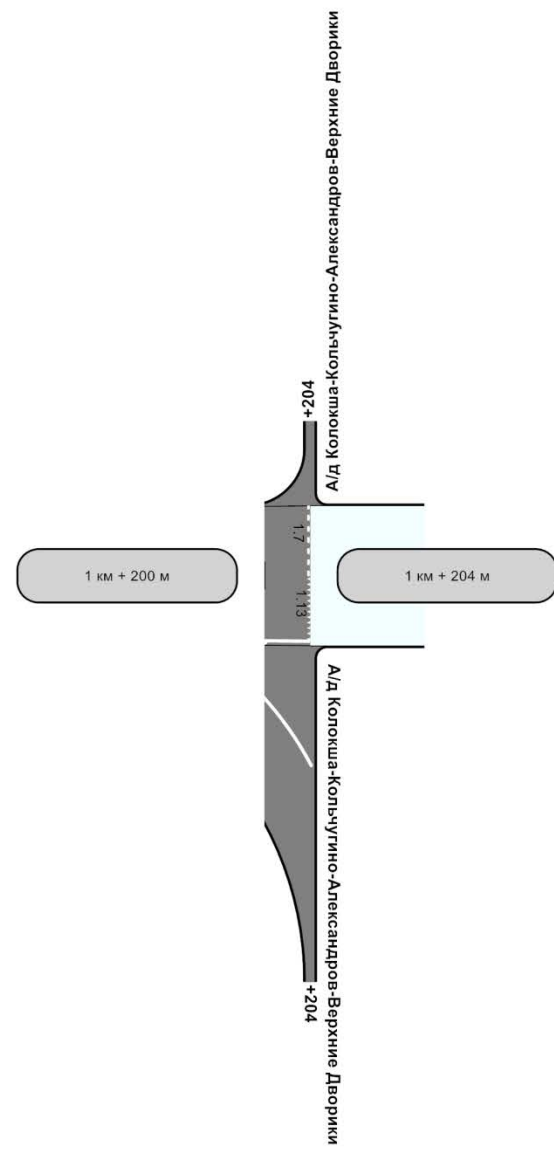 А/д Колокша-Кольчугино-Александров-Верхние Дворики
+204
1.7
1 км + 200 м
1 км + 204 м
1.13
А/д Колокша-Кольчугино-Александров-Верхние Дворики
+204